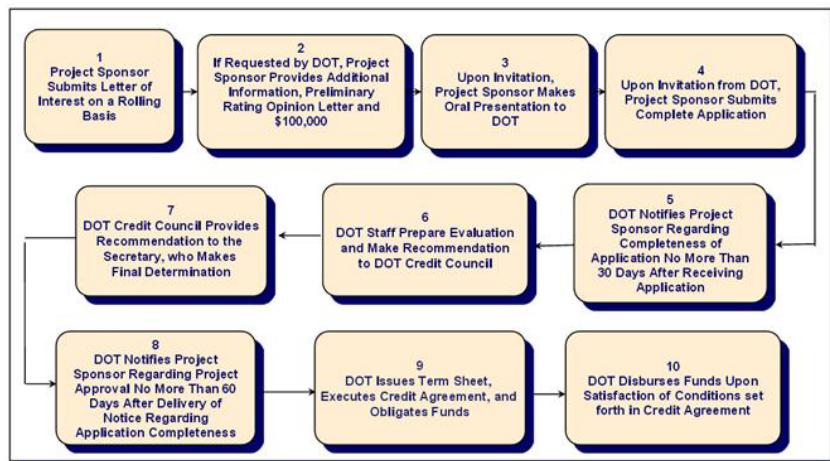 1
Project Sponsor
Submits Letter of
Interest on a Rolling
Basis
2
If Requested by DOT, Project
Sponsor Provides Additional
Information, Preliminary
Rating Opinion Letter and
$100,000
3
Upon Invitation,
Project Sponsor Makes
Oral Presentation to
DOT
4
Upon Invitation from DOT,
Project Sponsor Submits
Complete Application
5
DOT Notifies Project
Sponsor Regarding
Completeness of
Application No More Than
30 Days After Receiving
Application
6
DOT Staff Prepare Evaluation
and Make Recommendation
to DOT Credit Council
7
DOT Credit Council Provides
Recommendation to the
Secretary, who Makes
Final Determination
8
DOT Notifies Project
Sponsor Regarding Project
Approval No More Than 60
Days After Delivery of
Notice Regarding
Application Completeness
9
DOT Issues Term Sheet,
Executes Credit Agreement, and
Obligates Funds
10
DOT Disburses Funds Upon
Satisfaction of Conditions set
forth in Credit Agreement